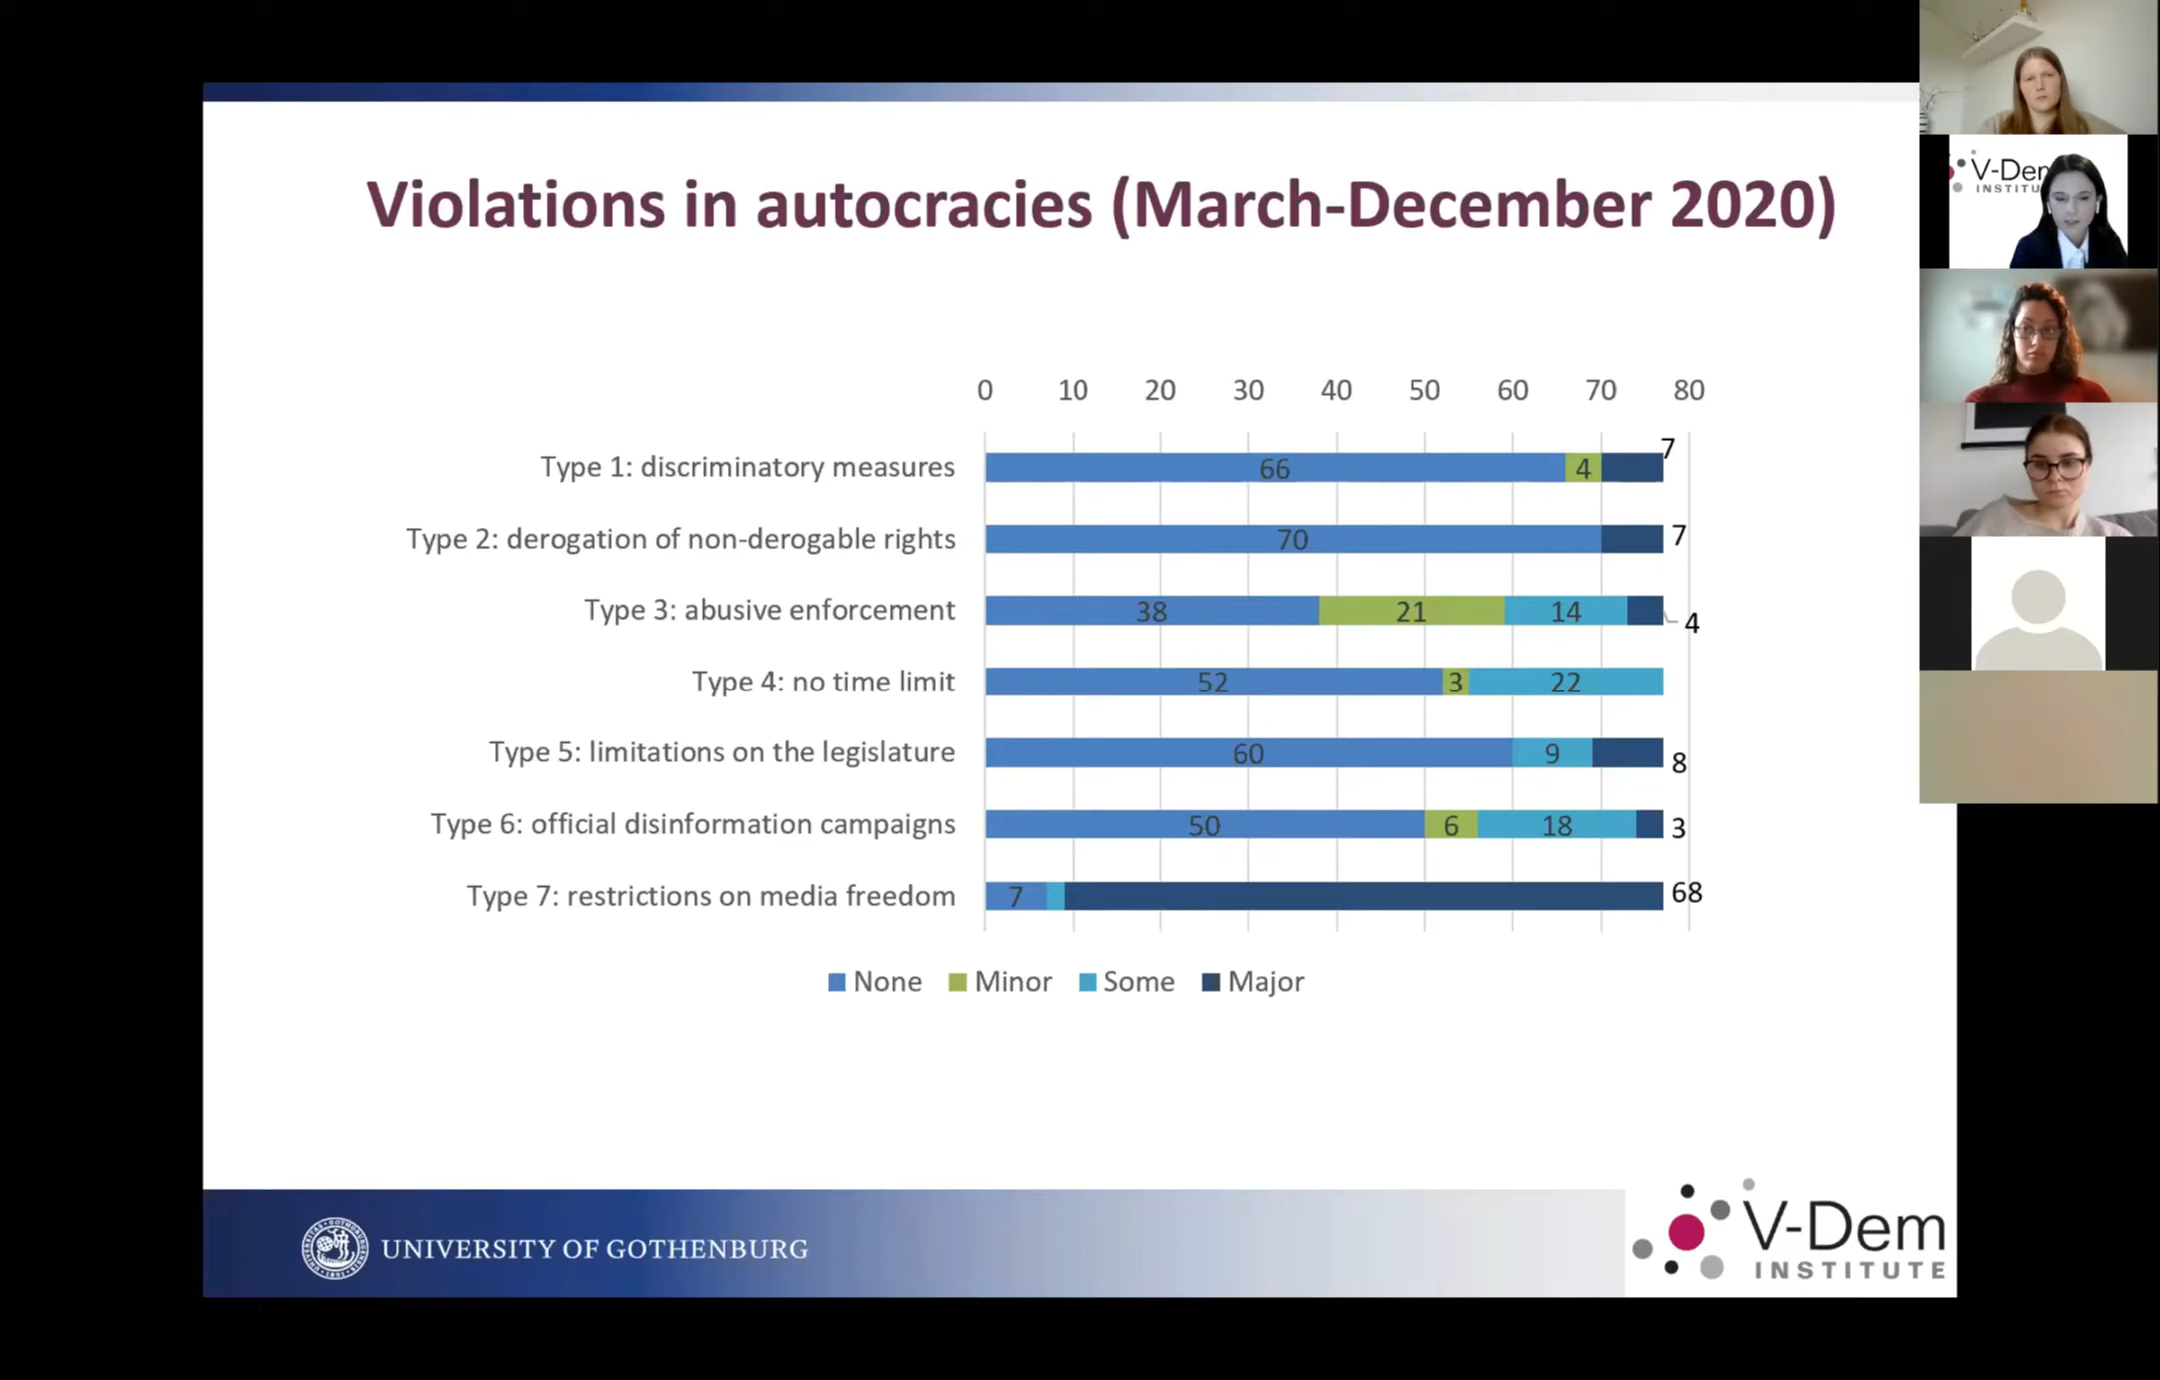 Violations in autocracies (March-December 2020)
0 10 20 30 40 50 60 70 80
Type 1: discriminatory measures 66 4 7
Type 2: derogation of non-derogable rights 70 7
Type 3: abusive enforcement 38 21 14 4
Type 4: no time limit 52 3 22
Type 5: limitations on the legislature 60 9 8
Type 6: official disinformation campaigns 50 6 18 3
Type 7: restrictions on media freedom 7 68
None Minor Some Major
UNIVERSITY OF GOTHENBURG
V-Dem
INSTITUTE
V-Dem
INSTITU